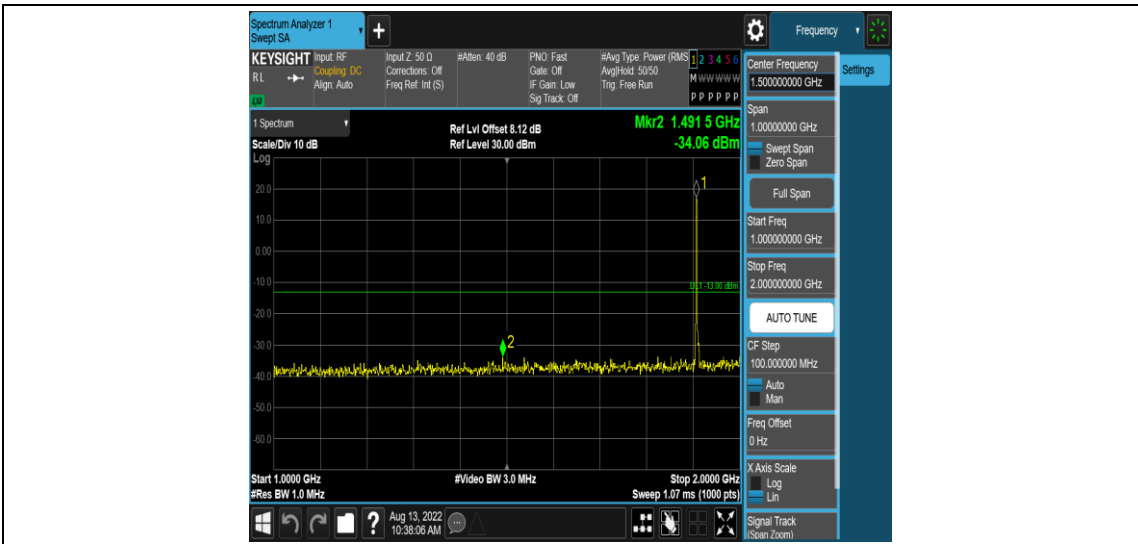 Spectrum Analyzer 1
Swept SA
+
Frequency
KEYSIGHT
R L
LXI
Input: RF
Coupling: DC
Align: Auto
Input Z: 50 Ω
Corrections: Off
Freq Ref: Int (S)
#Atten: 40 dB
PNO: Fast
Gate: Off
IF Gain: Low
Sig Track: Off
#Avg Type: Power (RMS
Avg|Hold: 50/50
Trig: Free Run
1 2 3 4 5 6
M W W W W W
P P P P P P
Center Frequency
1.500000000 GHz
Settings
Span
1.00000000 GHz
Swept Span
Zero Span
Full Span
Start Freq
1.000000000 GHz
Stop Freq
2.000000000 GHz
AUTO TUNE
CF Step
100.000000 MHz
Auto
Man
Freq Offset
0 Hz
X Axis Scale
Log
Lin
Signal Track
(Span Zoom)
1 Spectrum
Scale/Div 10 dB
Log
Ref Lvl Offset 8.12 dB
Ref Level 30.00 dBm
Mkr2 1.491 5 GHz
-34.06 dBm
20.0
10.0
0.00
-10.0
-20.0
-30.0
-40.0
-50.0
-60.0
1
DL1 -13.00 dBm
2
Start 1.0000 GHz
#Res BW 1.0 MHz
#Video BW 3.0 MHz
Stop 2.0000 GHz
Sweep 1.07 ms (1000 pts)
?
Aug 13, 2022
10:38:06 AM